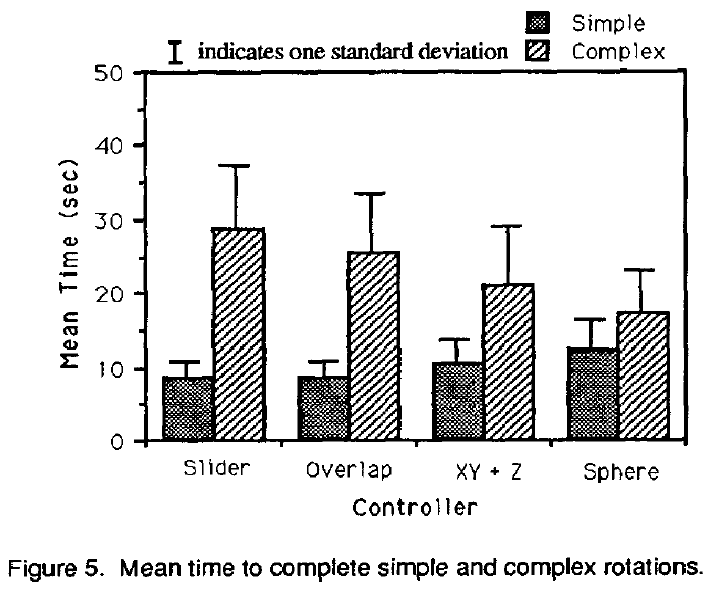 Simple
indicates one standard deviation
Complex
50
40
30
20
10
0
Mean Time (sec)
Slider
Overlap
XY + Z
Sphere
Controller
Figure 5. Mean time to complete simple and complex rotations.